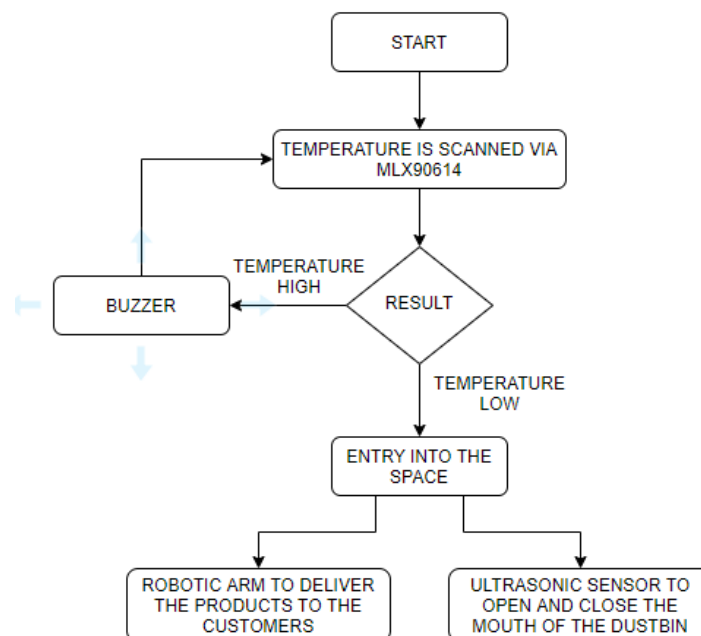 START
TEMPERATURE IS SCANNED VIA
MLX90614
TEMPERATURE
HIGH
BUZZER
RESULT
TEMPERATURE
LOW
ENTRY INTO THE
SPACE
ROBOTIC ARM TO DELIVER
THE PRODUCTS TO THE
CUSTOMERS
ULTRASONIC SENSOR TO
OPEN AND CLOSE THE
MOUTH OF THE DUSTBIN